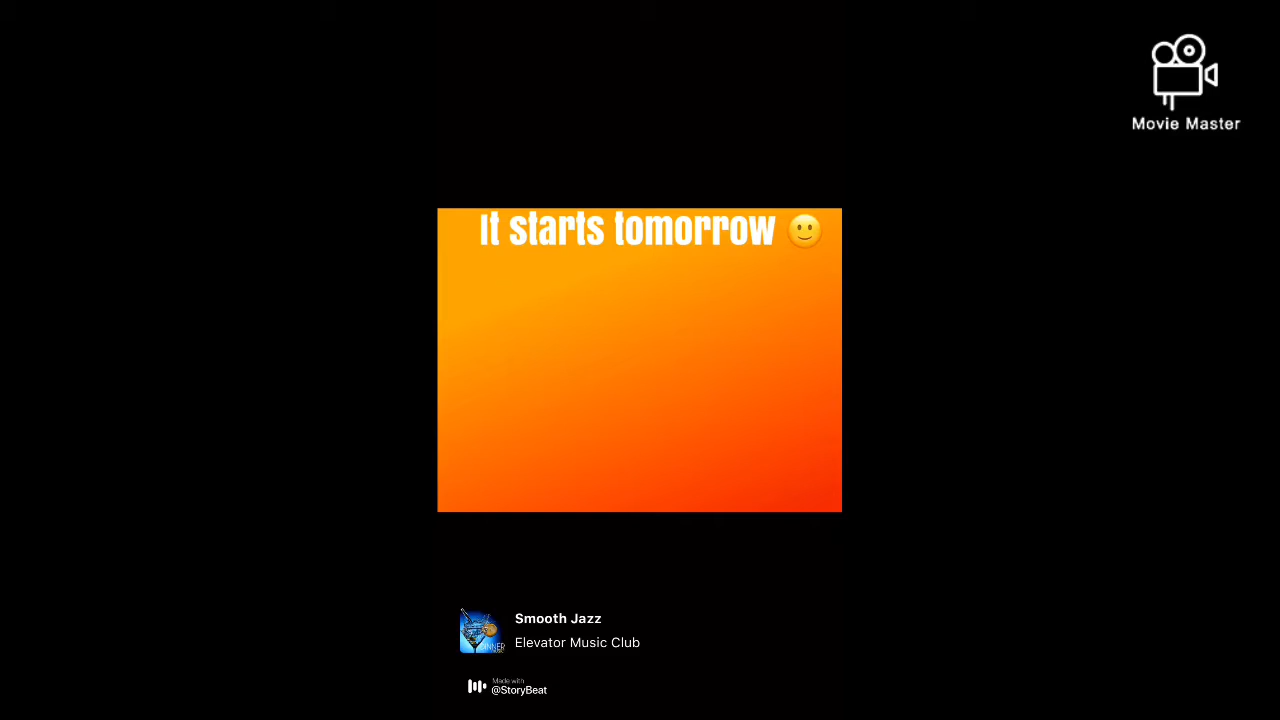 Movie Master
It starts tomorrow 🙂
Smooth Jazz
Elevator Music Club
Made with
@StoryBeat